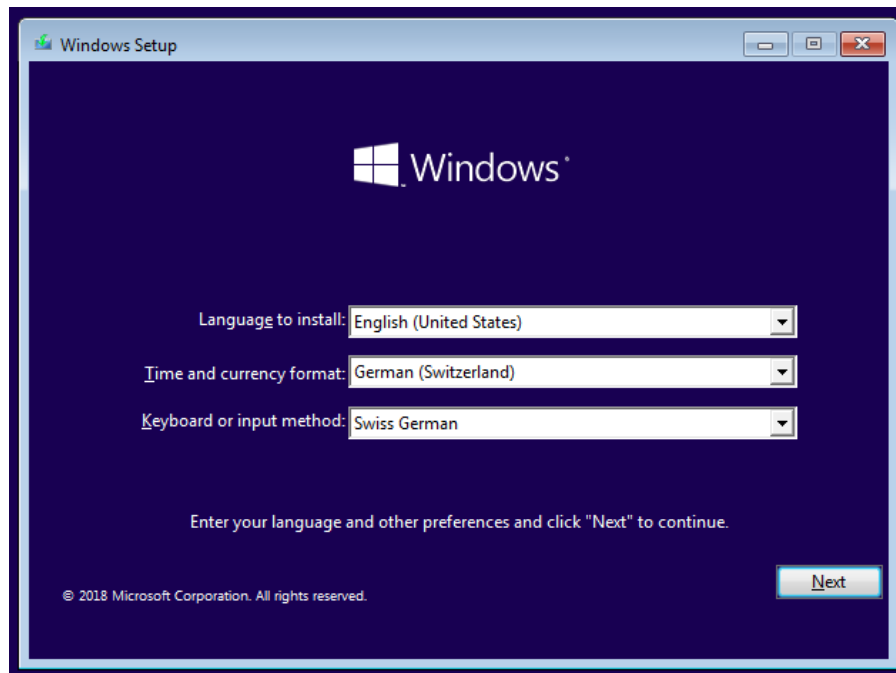 Windows Setup
Windows
Language to install: English (United States)
Time and currency format: German (Switzerland)
Keyboard or input method: Swiss German
Enter your language and other preferences and click "Next" to continue.
Next
© 2018 Microsoft Corporation. All rights reserved.